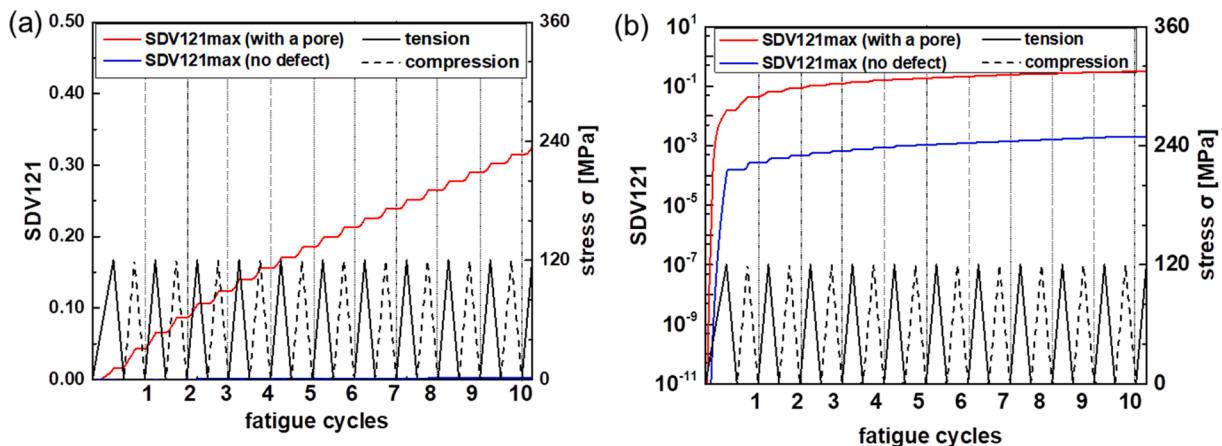 (a)
SDV121max (with a pore) tension
SDV121max (no defect) compression
0.50
0.40
0.30
0.20
0.10
0.00
SDV121
360
240
120
0
stress σ [MPa]
1 2 3 4 5 6 7 8 9 10
fatigue cycles
(b)
SDV121max (with a pore) tension
SDV121max (no defect) compression
10^1
10^-1
10^-3
10^-5
10^-7
10^-9
10^-11
SDV121
360
240
120
0
stress σ [MPa]
1 2 3 4 5 6 7 8 9 10
fatigue cycles